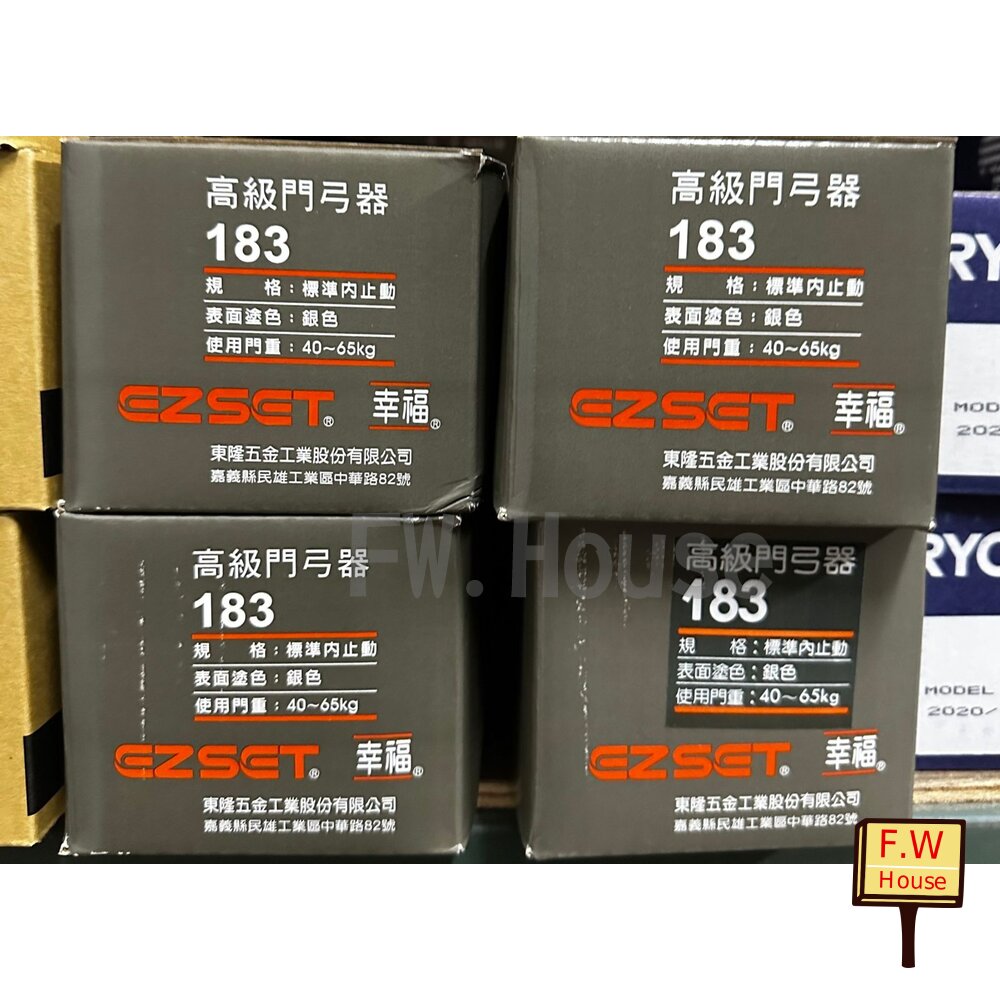 高級門弓器
183
規 格：標準內止動
表面塗色：銀色
使用門重：40~65kg
EZSET® 幸福®
東隆五金工業股份有限公司
嘉義縣民雄工業區中華路82號
高級門弓器
183
規 格：標準內止動
表面塗色：銀色
使用門重：40~65kg
EZSET® 幸福®
東隆五金工業股份有限公司
嘉義縣民雄工業區中華路82號
RY
MOD
202
FW. House
高級門弓器
183
規 格：標準內止動
表面塗色：銀色
使用門重：40~65kg
EZSET® 幸福®
東隆五金工業股份有限公司
嘉義縣民雄工業區中華路82號
高級門弓器
183
規 格：標準內止動
表面塗色：銀色
使用門重：40~65kg
EZSET® 幸福®
東隆五金工業股份有限公司
嘉義縣民雄工業區中華路82號
RYO
MODEL
2020/
F.W
House